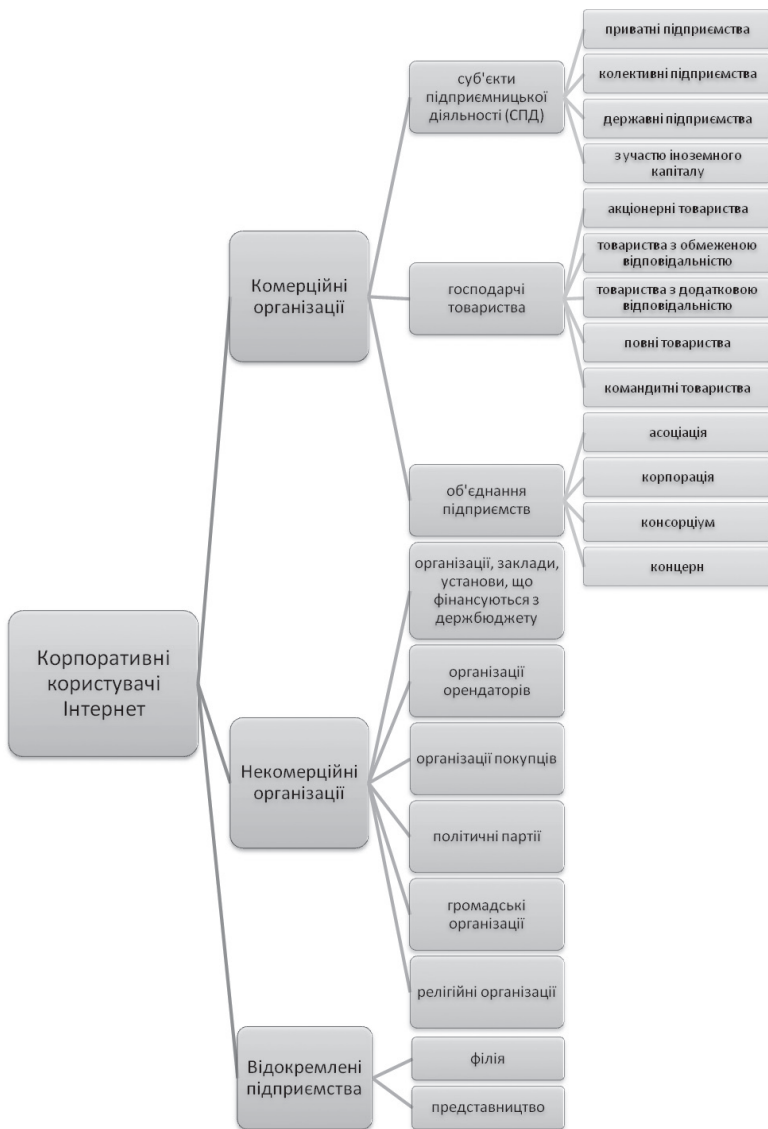 Корпоративні
користувачі
Інтернет
Комерційні
організації
суб'єкти
підприємницької
діяльності (СПД)
приватні підприємства
колективні підприємства
державні підприємства
з участю іноземного
капіталу
господарчі
товариства
акціонерні товариства
товариства з обмеженою
відповідальністю
товариства з додатковою
відповідальністю
повні товариства
командитні товариства
об'єднання
підприємств
асоціація
корпорація
консорціум
концерн
Некомерційні
організації
організації, заклади,
установи, що
фінансуються з
держбюджету
організації
орендаторів
організації покупців
політичні партії
громадські
організації
релігійні організації
Відокремлені
підприємства
філія
представництво